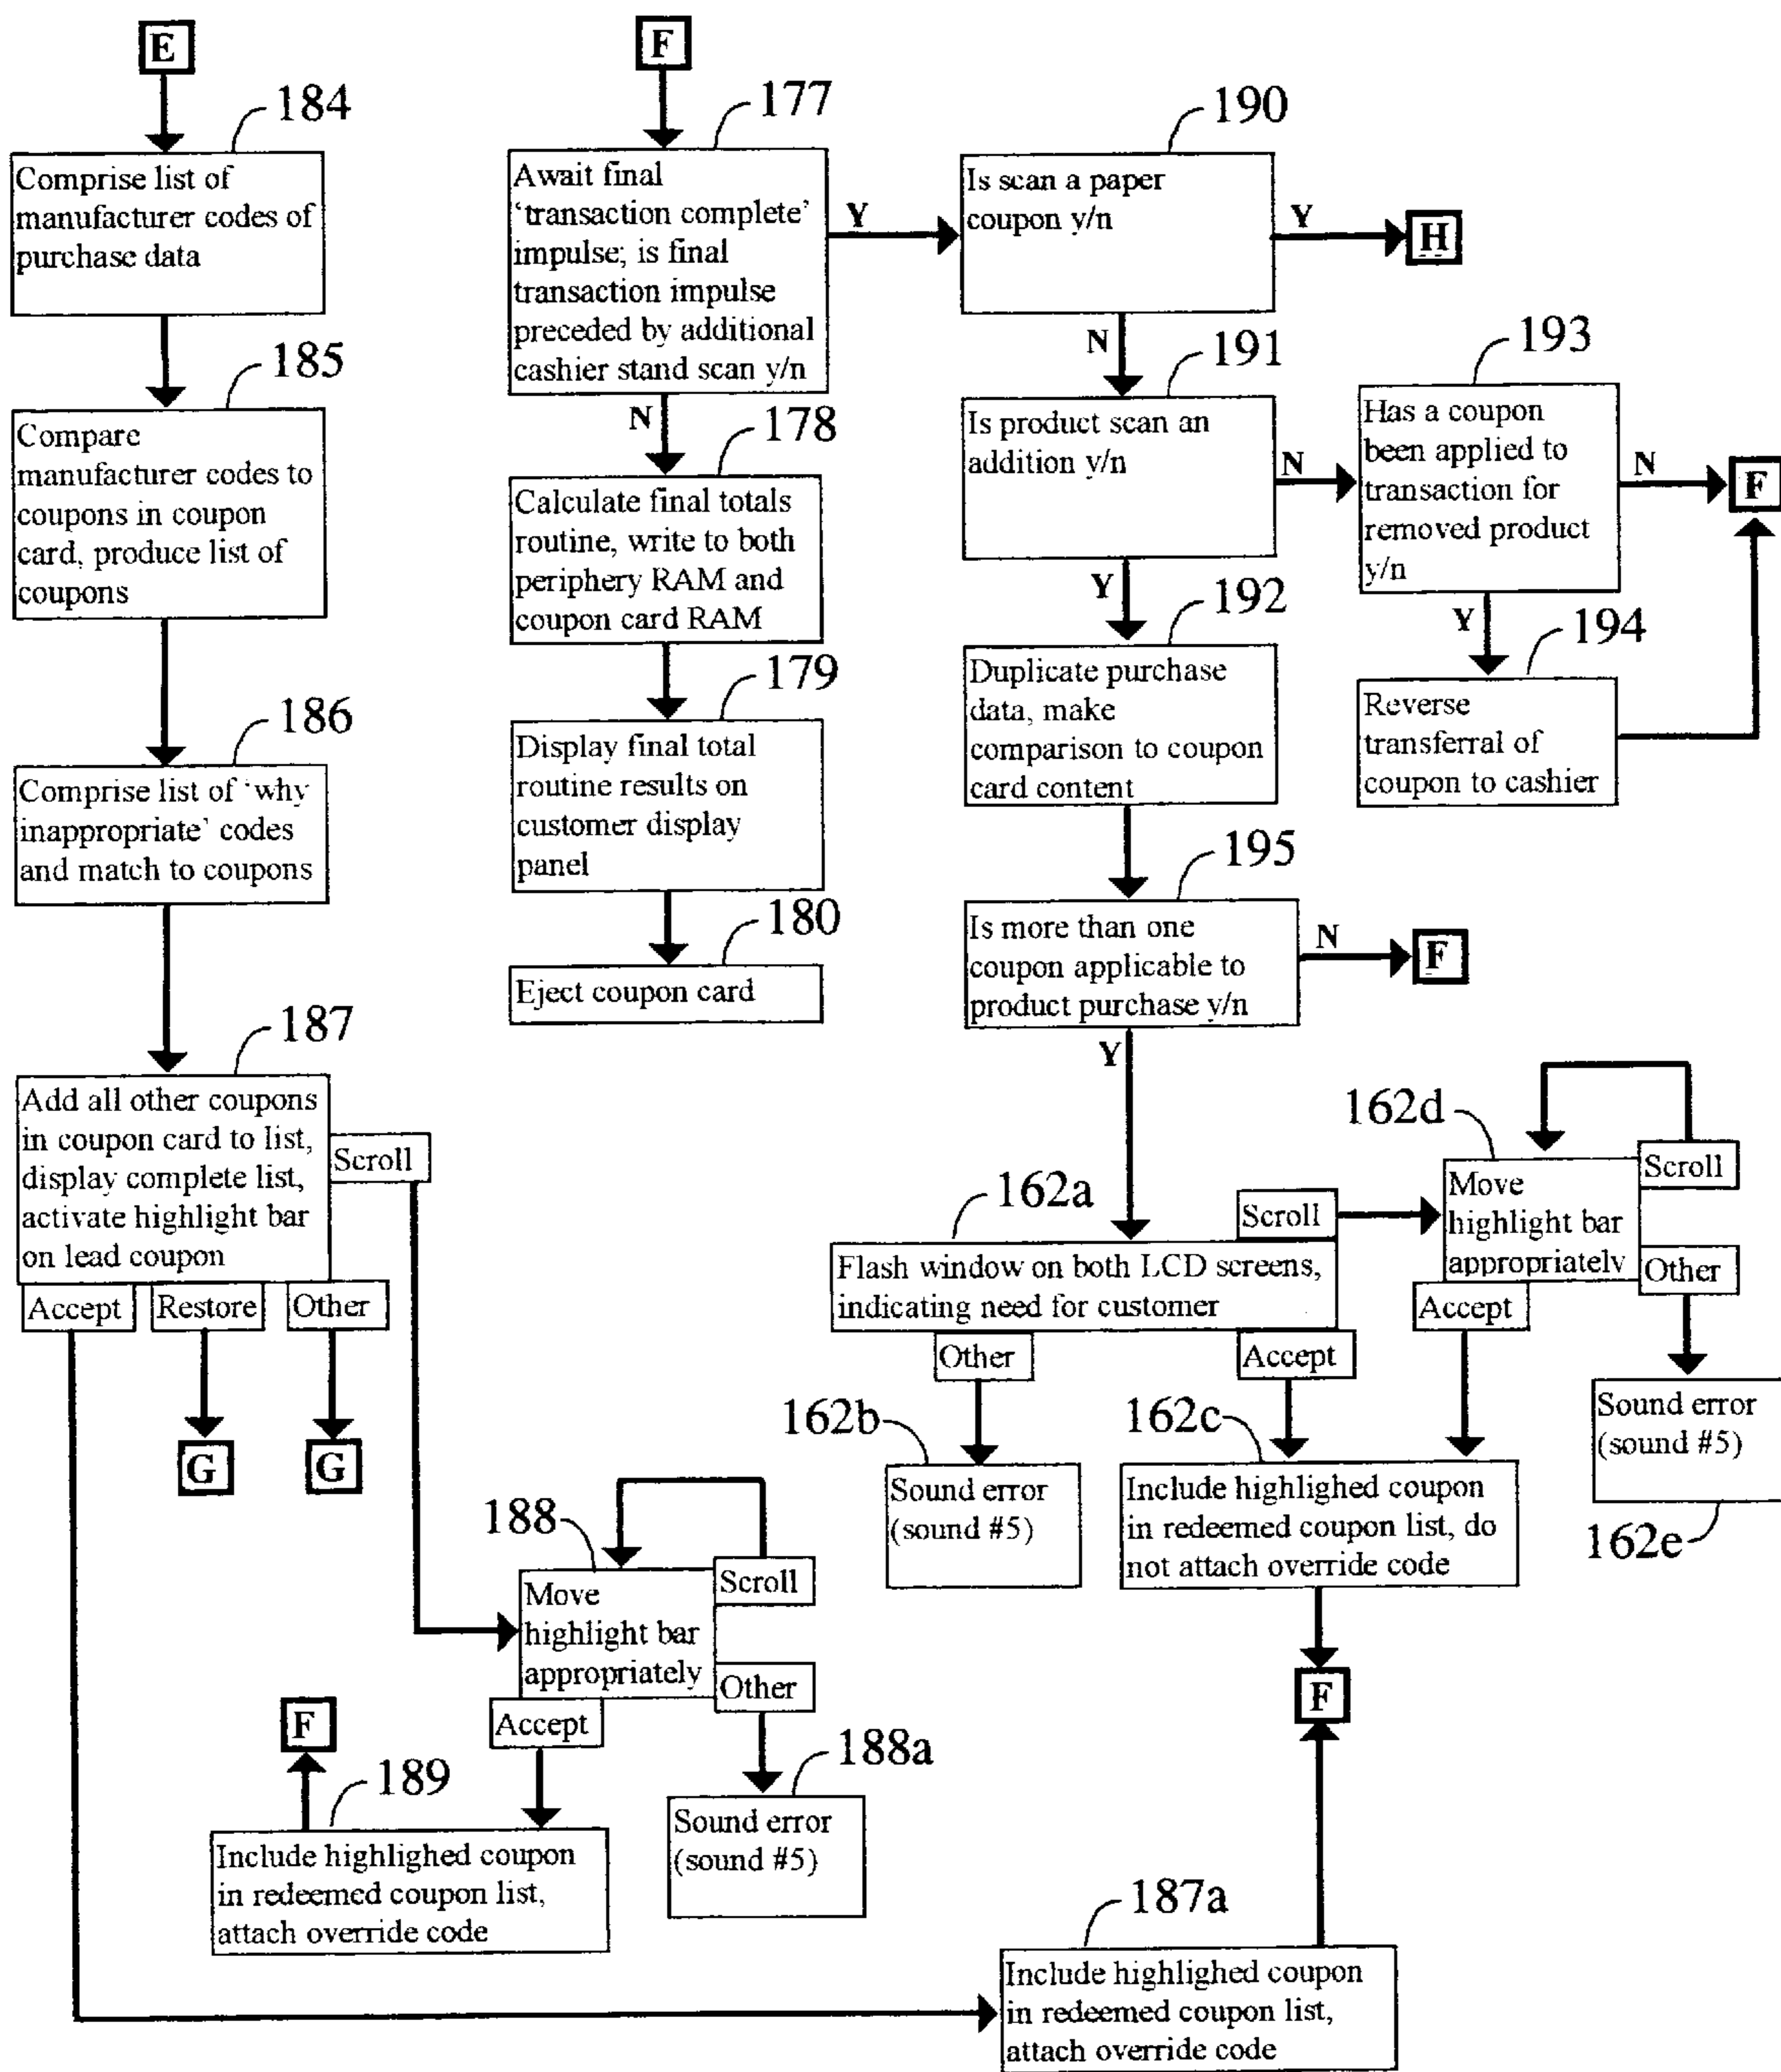 E
184
Comprise list of
manufacturer codes of
purchase data
185
Compare
manufacturer codes to
coupons in coupon
card, produce list of
coupons
186
Comprise list of 'why
inappropriate' codes
and match to coupons
187
Add all other coupons
in coupon card to list,
display complete list,
activate highlight bar
on lead coupon
Scroll
Accept
Restore
Other
G
G
188
Move
highlight bar
appropriately
Scroll
Other
Accept
188a
Sound error
(sound #5)
F
189
Include highlighed coupon
in redeemed coupon list,
attach override code
187a
Include highlighed coupon
in redeemed coupon list,
attach override code
F
177
Await final
'transaction complete'
impulse; is final
transaction impulse
preceded by additional
cashier stand scan y/n
Y
N
178
Calculate final totals
routine, write to both
periphery RAM and
coupon card RAM
179
Display final total
routine results on
customer display
panel
180
Eject coupon card
190
Is scan a paper
coupon y/n
Y
H
N
191
Is product scan an
addition y/n
N
193
Has a coupon
been applied to
transaction for
removed product
y/n
N
F
Y
194
Reverse
transferral of
coupon to cashier
Y
192
Duplicate purchase
data, make
comparison to coupon
card content
195
Is more than one
coupon applicable to
product purchase y/n
N
F
Y
162a
Scroll
Flash window on both LCD screens,
indicating need for customer
Other
Accept
162b
Sound error
(sound #5)
162c
Include highlighed coupon
in redeemed coupon list, do
not attach override code
F
162d
Move
highlight bar
appropriately
Scroll
Other
Accept
Sound error
(sound #5)
162e